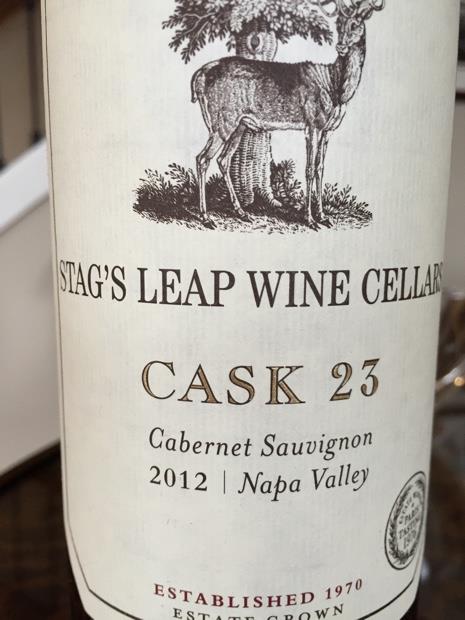 STAG'S LEAP WINE CELLARS
CASK 23
Cabernet Sauvignon
2012 | Napa Valley
ESTABLISHED 1970
ESTATE GROWN